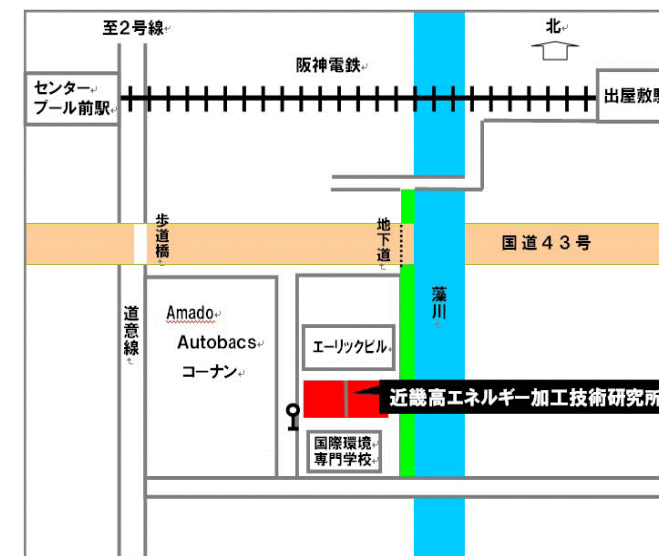 至2号線
北
阪神電鉄
センター
プール前駅
出屋敷駅
歩道橋
地下道
国道43号
藻川
道意線
Amado
Autobacs
コーナン
エーリックビル
近畿高エネルギー加工技術研究所
国際環境
専門学校